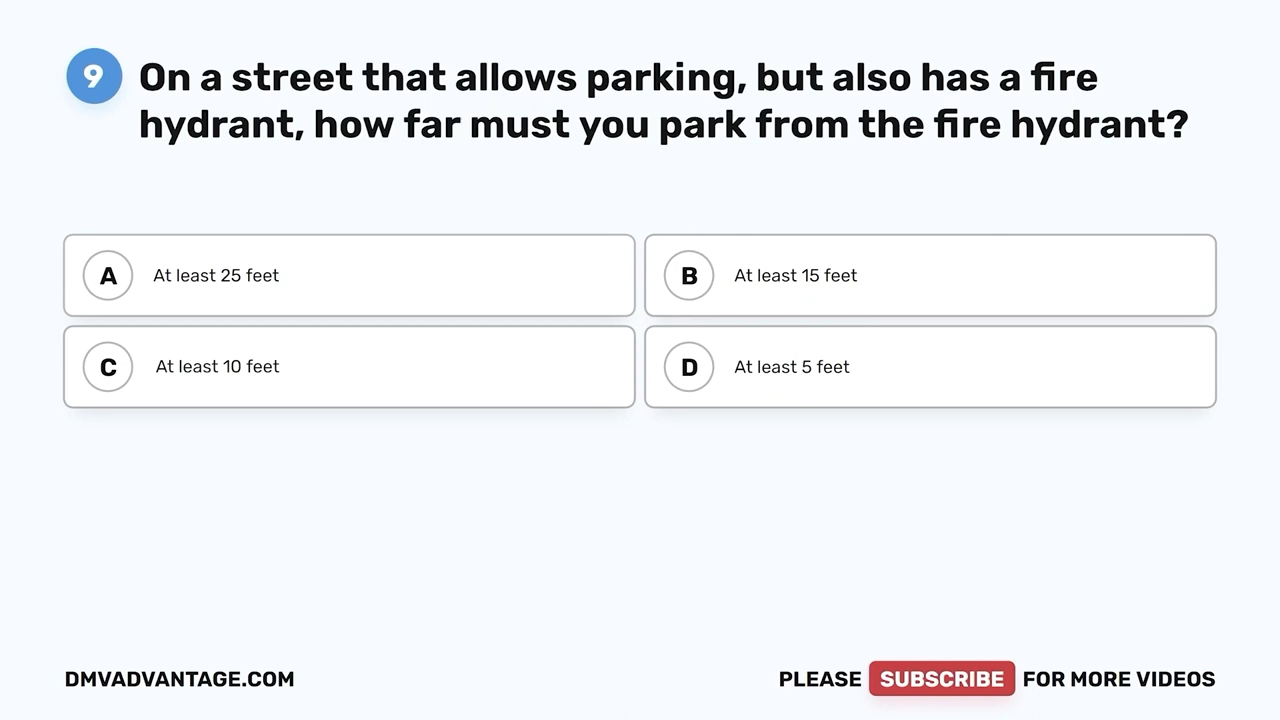 9
On a street that allows parking, but also has a fire
hydrant, how far must you park from the fire hydrant?
A At least 25 feet
B At least 15 feet
C At least 10 feet
D At least 5 feet
DMVADVANTAGE.COM
PLEASE SUBSCRIBE FOR MORE VIDEOS